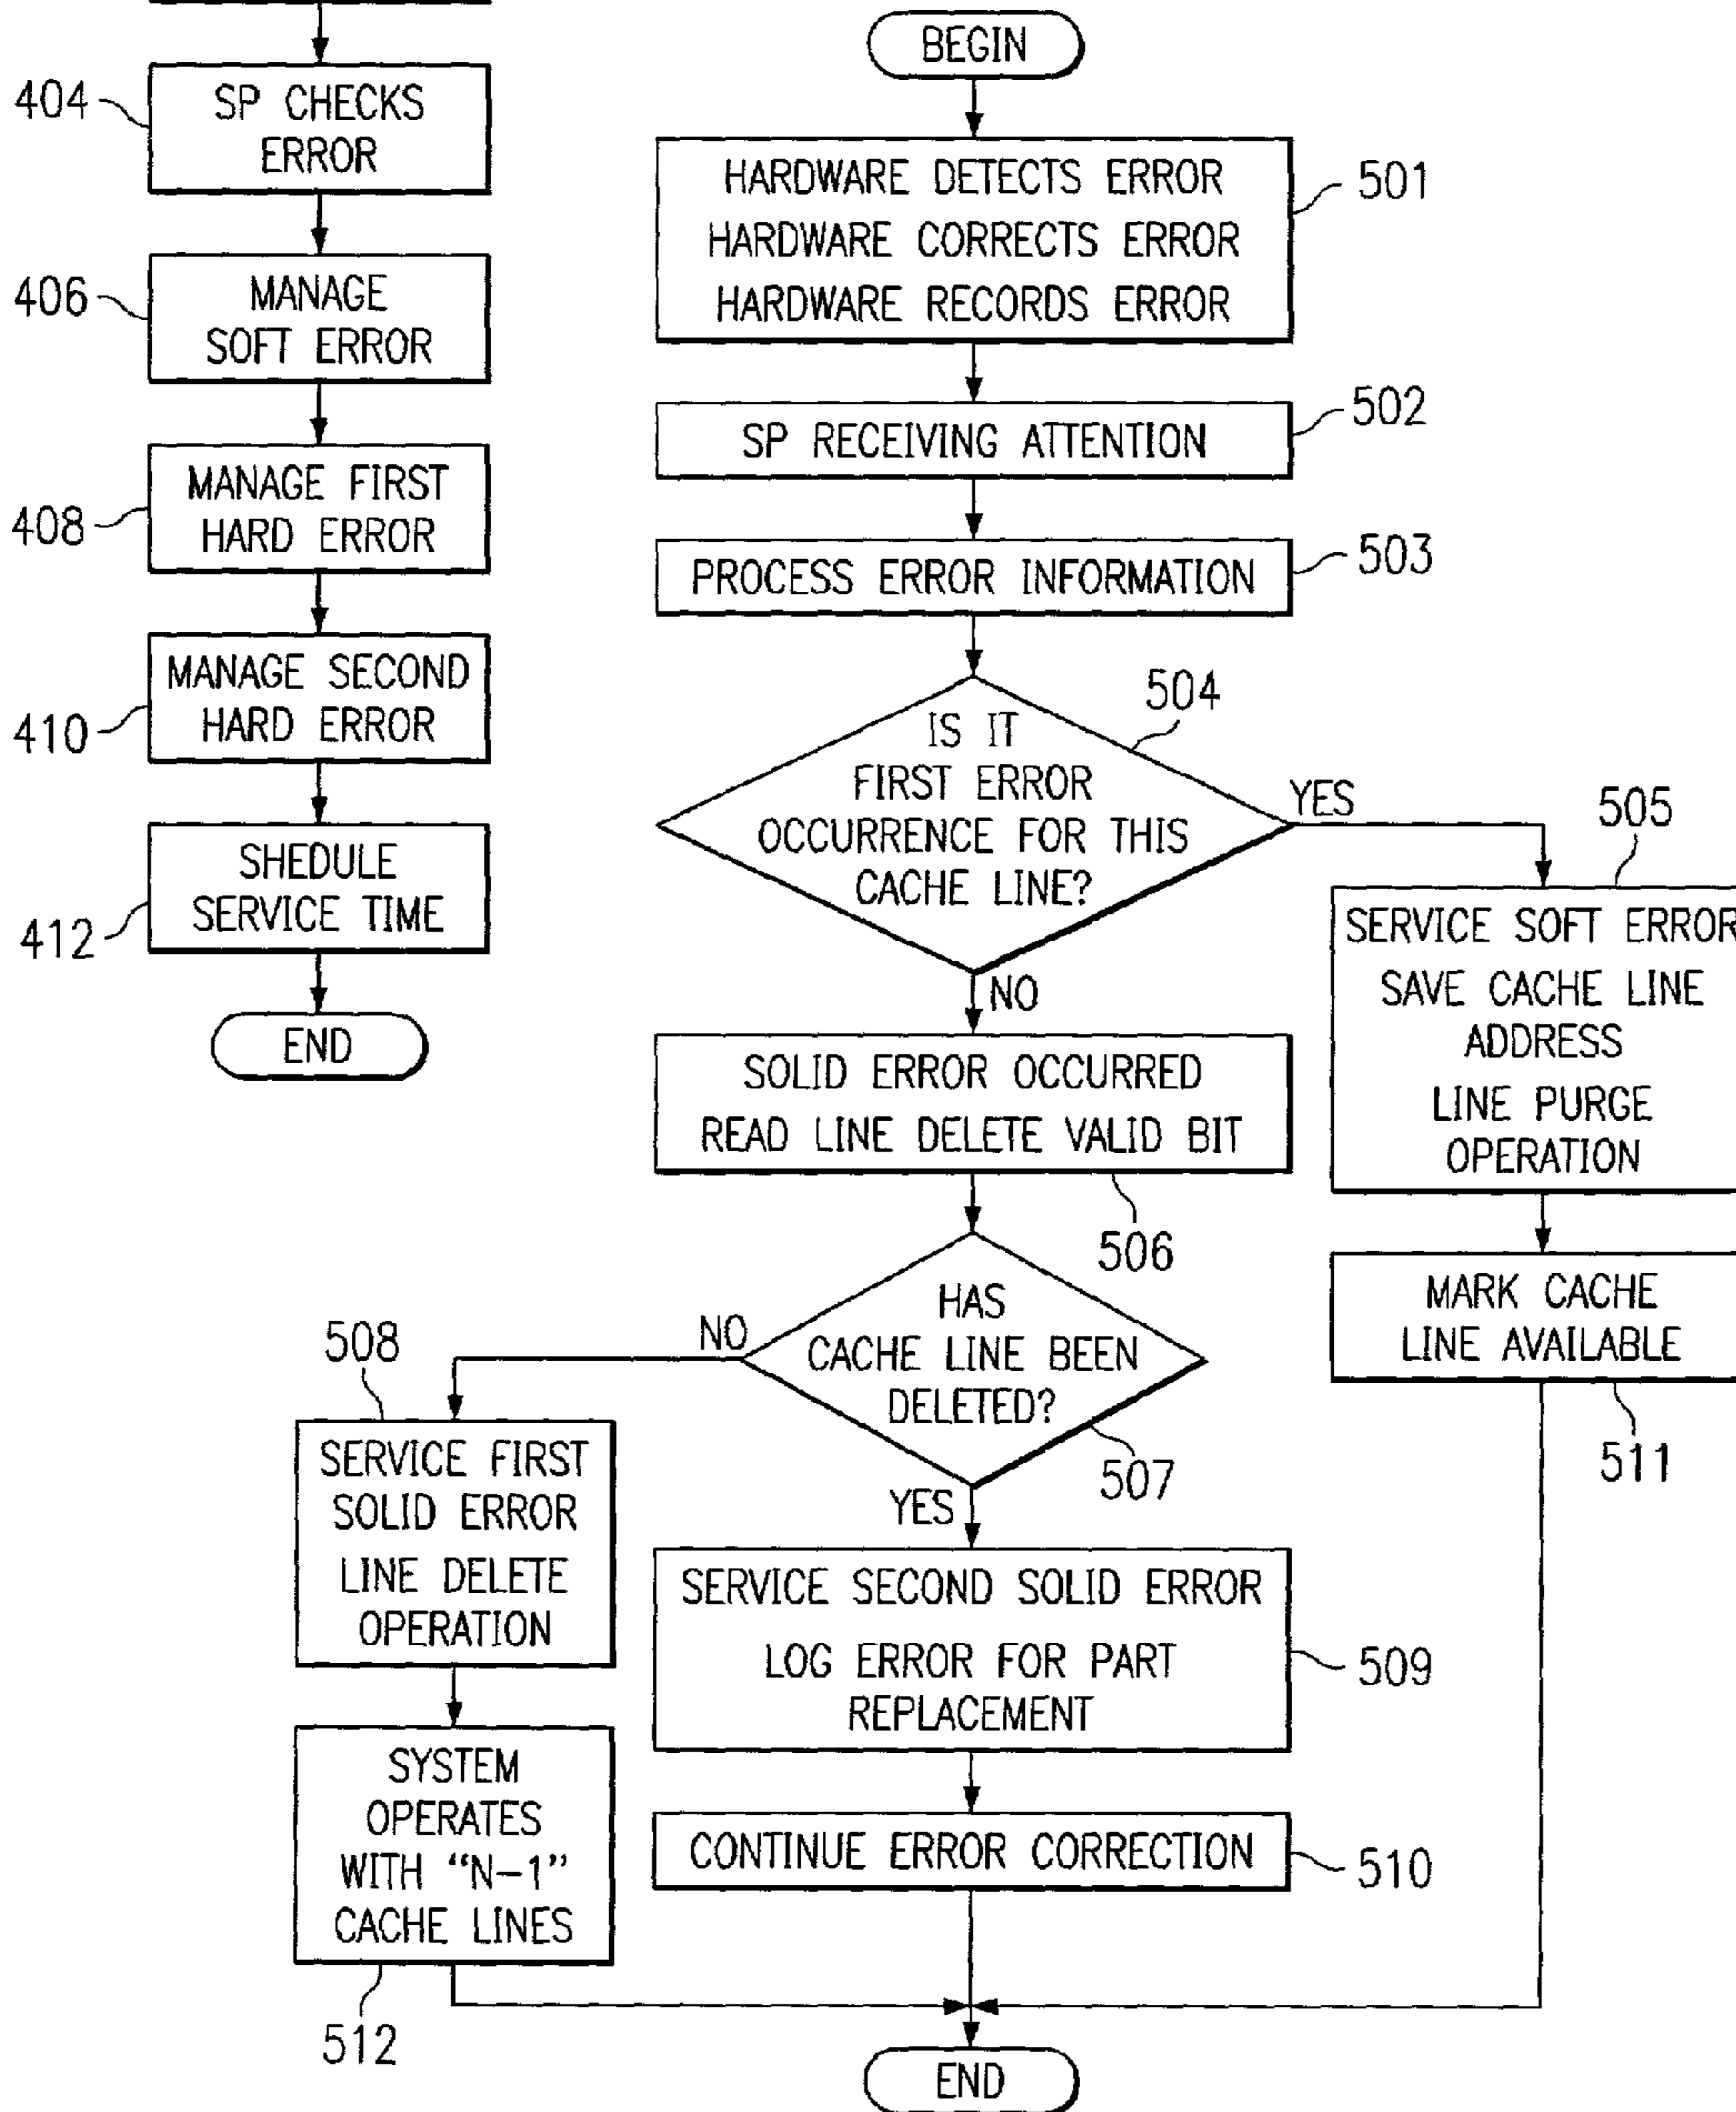 404
SP CHECKS
ERROR
406
MANAGE
SOFT ERROR
408
MANAGE FIRST
HARD ERROR
410
MANAGE SECOND
HARD ERROR
412
SHEDULE
SERVICE TIME
END
BEGIN
HARDWARE DETECTS ERROR
HARDWARE CORRECTS ERROR
HARDWARE RECORDS ERROR
501
SP RECEIVING ATTENTION
502
PROCESS ERROR INFORMATION
503
504
IS IT
FIRST ERROR
OCCURRENCE FOR THIS
CACHE LINE?
YES
505
SERVICE SOFT ERROR
SAVE CACHE LINE
ADDRESS
LINE PURGE
OPERATION
MARK CACHE
LINE AVAILABLE
511
NO
SOLID ERROR OCCURRED
READ LINE DELETE VALID BIT
506
HAS
CACHE LINE BEEN
DELETED?
507
NO
508
SERVICE FIRST
SOLID ERROR
LINE DELETE
OPERATION
SYSTEM
OPERATES
WITH “N-1”
CACHE LINES
512
YES
SERVICE SECOND SOLID ERROR
LOG ERROR FOR PART
REPLACEMENT
509
CONTINUE ERROR CORRECTION
510
END